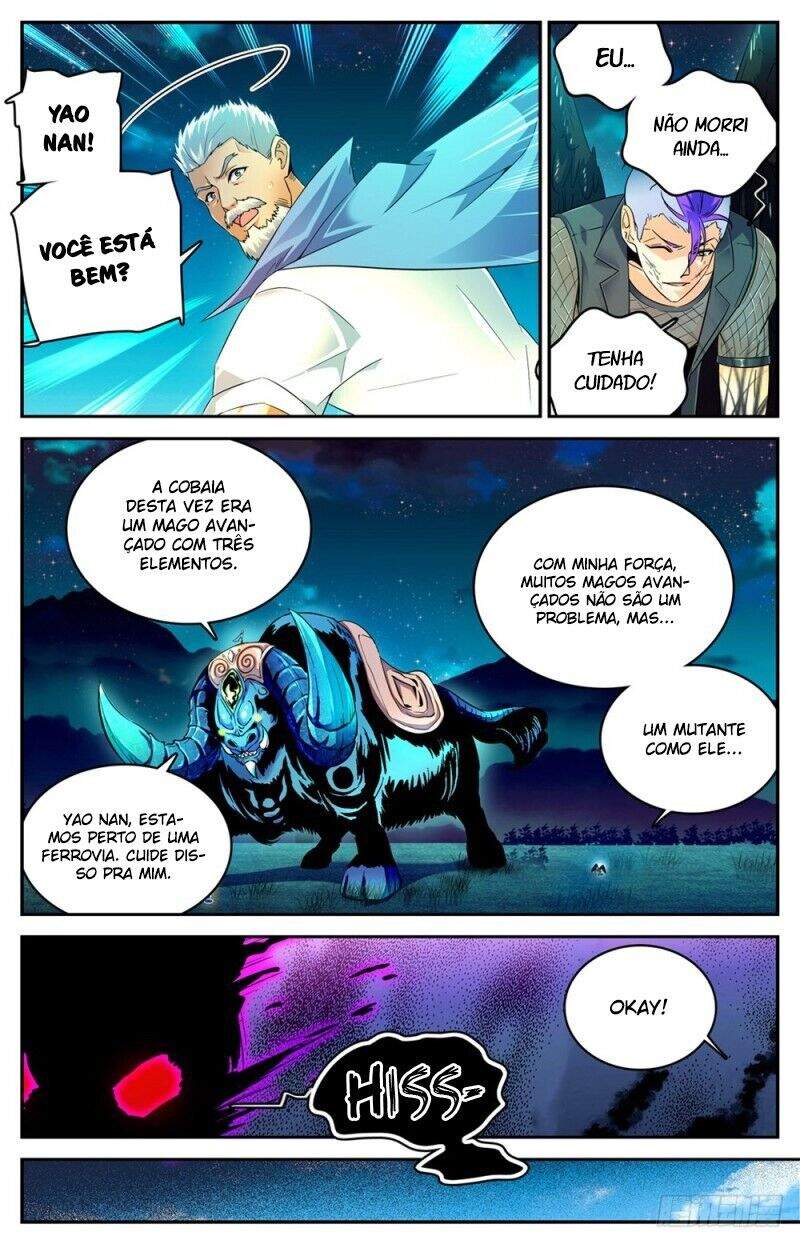 YAO
NAN!
VOCÊ ESTÁ
BEM?
EU...
NÃO MORRI
AINDA...
TENHA
CUIDADO!
A COBAIA
DESTA VEZ ERA
UM MAGO AVAN-
ÇADO COM TRÊS
ELEMENTOS.
COM MINHA FORÇA,
MUITOS MAGOS AVAN-
ÇADOS NÃO SÃO UM
PROBLEMA, MAS...
UM MUTANTE
COMO ELE...
YAO NAN, ESTA-
MOS PERTO DE UMA
FERROVIA. CUIDE DIS-
SO PRA MIM.
OKAY!
HISS-